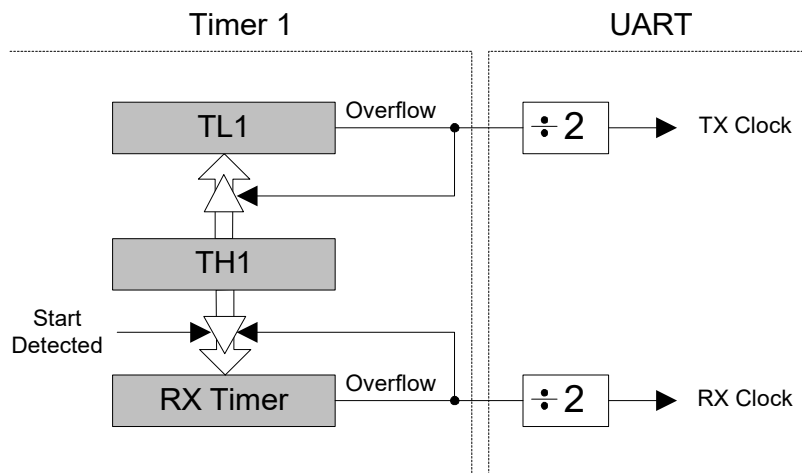 Timer 1
UART
TL1
Overflow
÷ 2
TX Clock
TH1
Start
Detected
RX Timer
Overflow
÷ 2
RX Clock